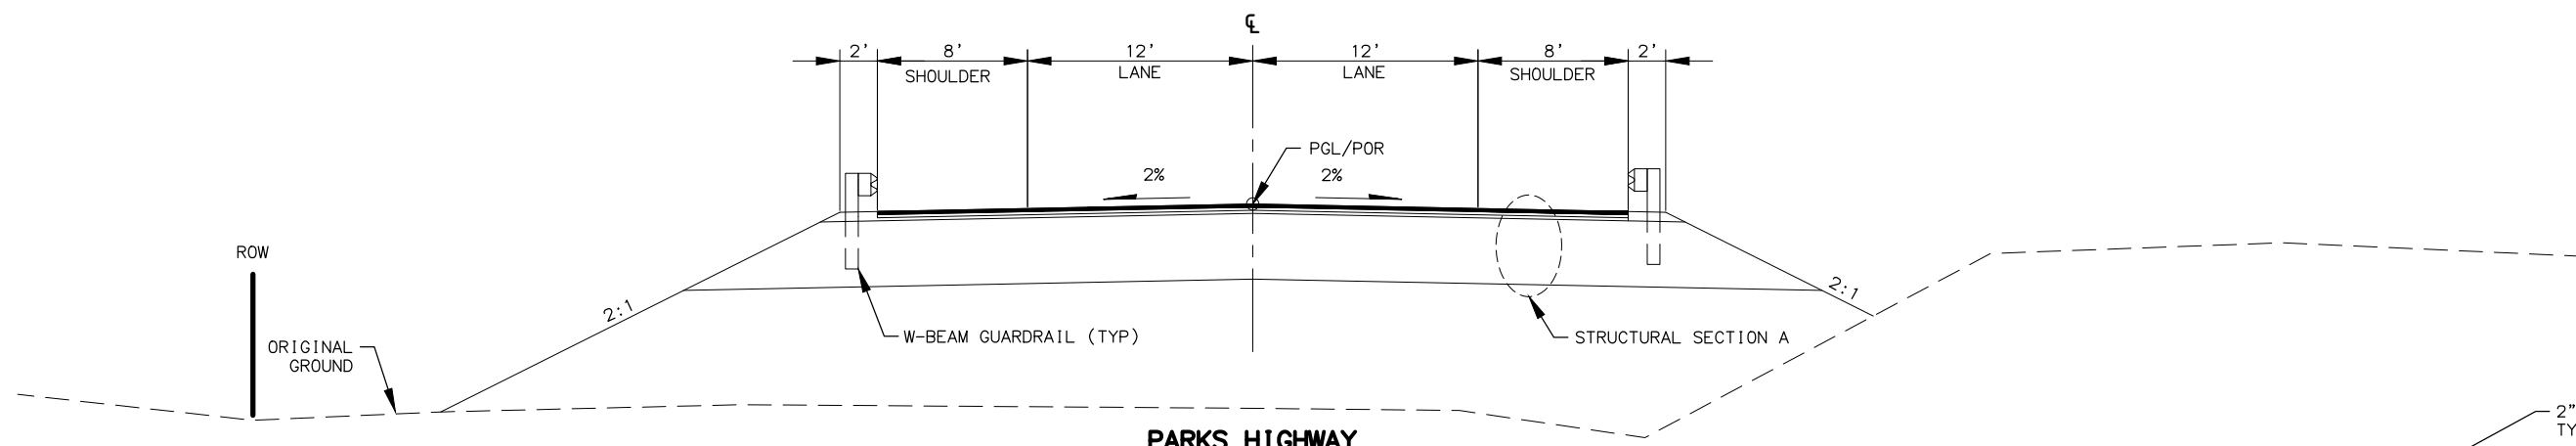 ℄
2' 8' 12' 12' 8' 2'
SHOULDER LANE LANE SHOULDER
PGL/POR
2% 2%
ROW
2:1
2:1
W-BEAM GUARDRAIL (TYP)
STRUCTURAL SECTION A
ORIGINAL
GROUND
2"
PARKS HIGHWAY